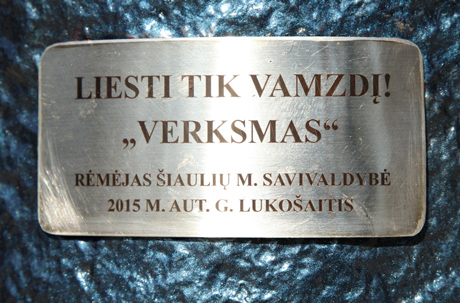 LIESTI TIK VAMZDĮ!
„VERKSMAS“
RĖMĖJAS ŠIAULIŲ M. SAVIVALDYBĖ
2015 M. AUT. G. LUKOŠAITIS